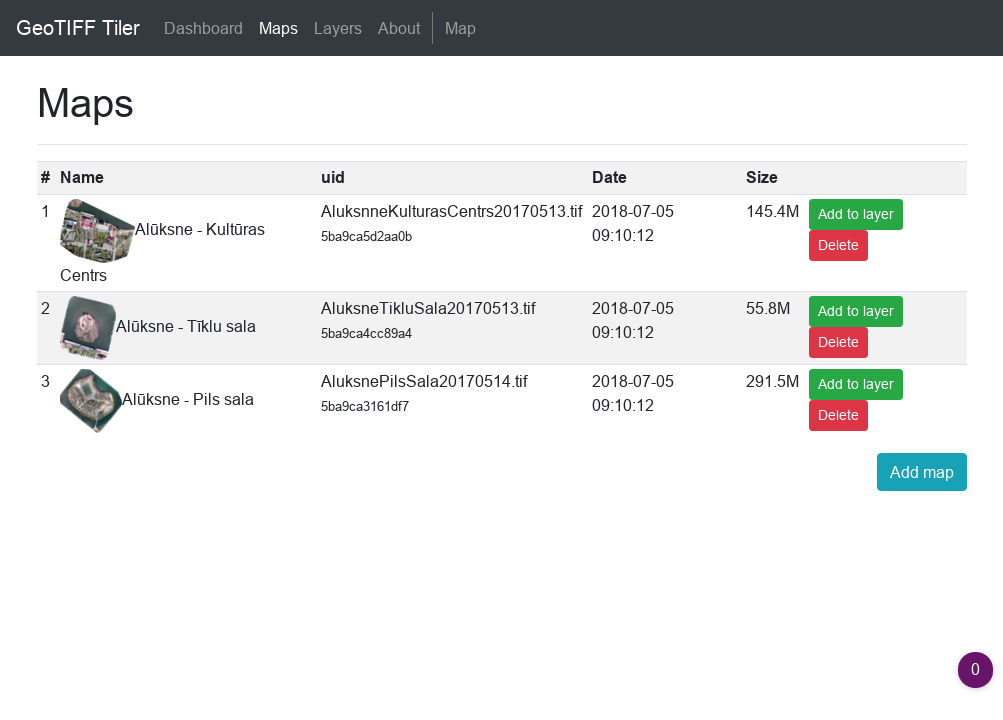 GeoTIFF Tiler Dashboard Maps Layers About Map
Maps
# Name uid Date Size
1 Alūksne - Kultūras AluksnneKulturasCentrs20170513.tif 2018-07-05 145.4M Add to layer
5ba9ca5d2aa0b 09:10:12 Delete
Centrs
2 Alūksne - Tīklu sala AluksneTikluSala20170513.tif 2018-07-05 55.8M Add to layer
5ba9ca4cc89a4 09:10:12 Delete
3 Alūksne - Pils sala AluksnePilsSala20170514.tif 2018-07-05 291.5M Add to layer
5ba9ca3161df7 09:10:12 Delete
Add map
0